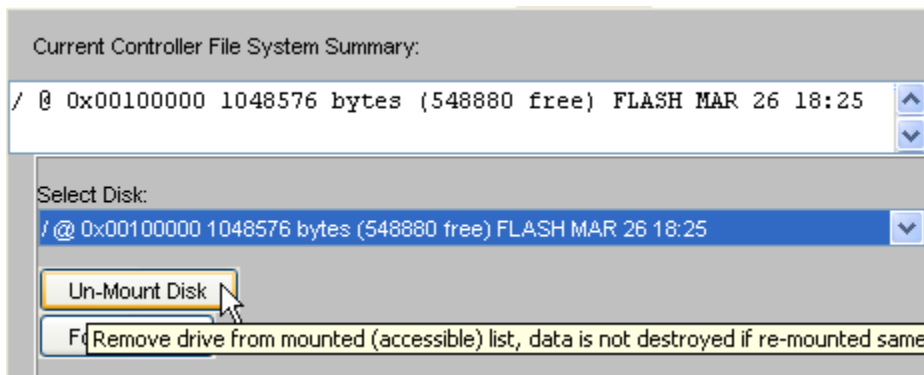 Current Controller File System Summary:
/ @ 0x00100000 1048576 bytes (548880 free) FLASH MAR 26 18:25
Select Disk:
/ @ 0x00100000 1048576 bytes (548880 free) FLASH MAR 26 18:25
Un-Mount Disk
Remove drive from mounted (accessible) list, data is not destroyed if re-mounted same